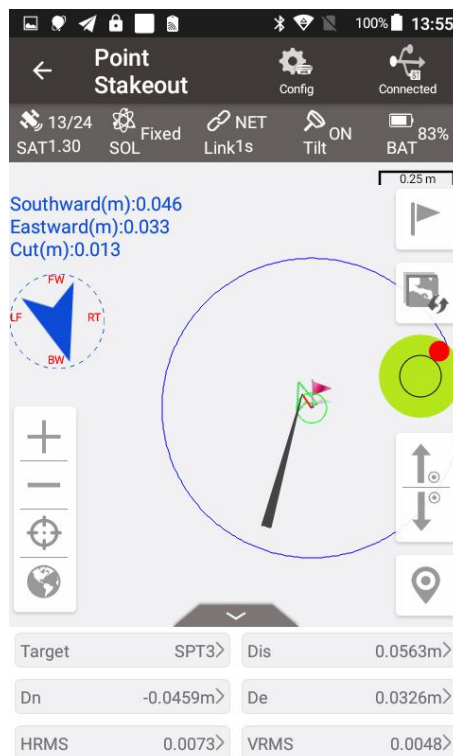 100% 13:55
Point
Stakeout
Config
Connected
13/24
SAT1.30
Fixed
SOL
NET
Link1s
ON
Tilt
83%
BAT
0.25 m
Southward(m):0.046
Eastward(m):0.033
Cut(m):0.013
FW
LF
RT
BW
Target SPT3
Dis 0.0563m
Dn -0.0459m
De 0.0326m
HRMS 0.0073
VRMS 0.0048